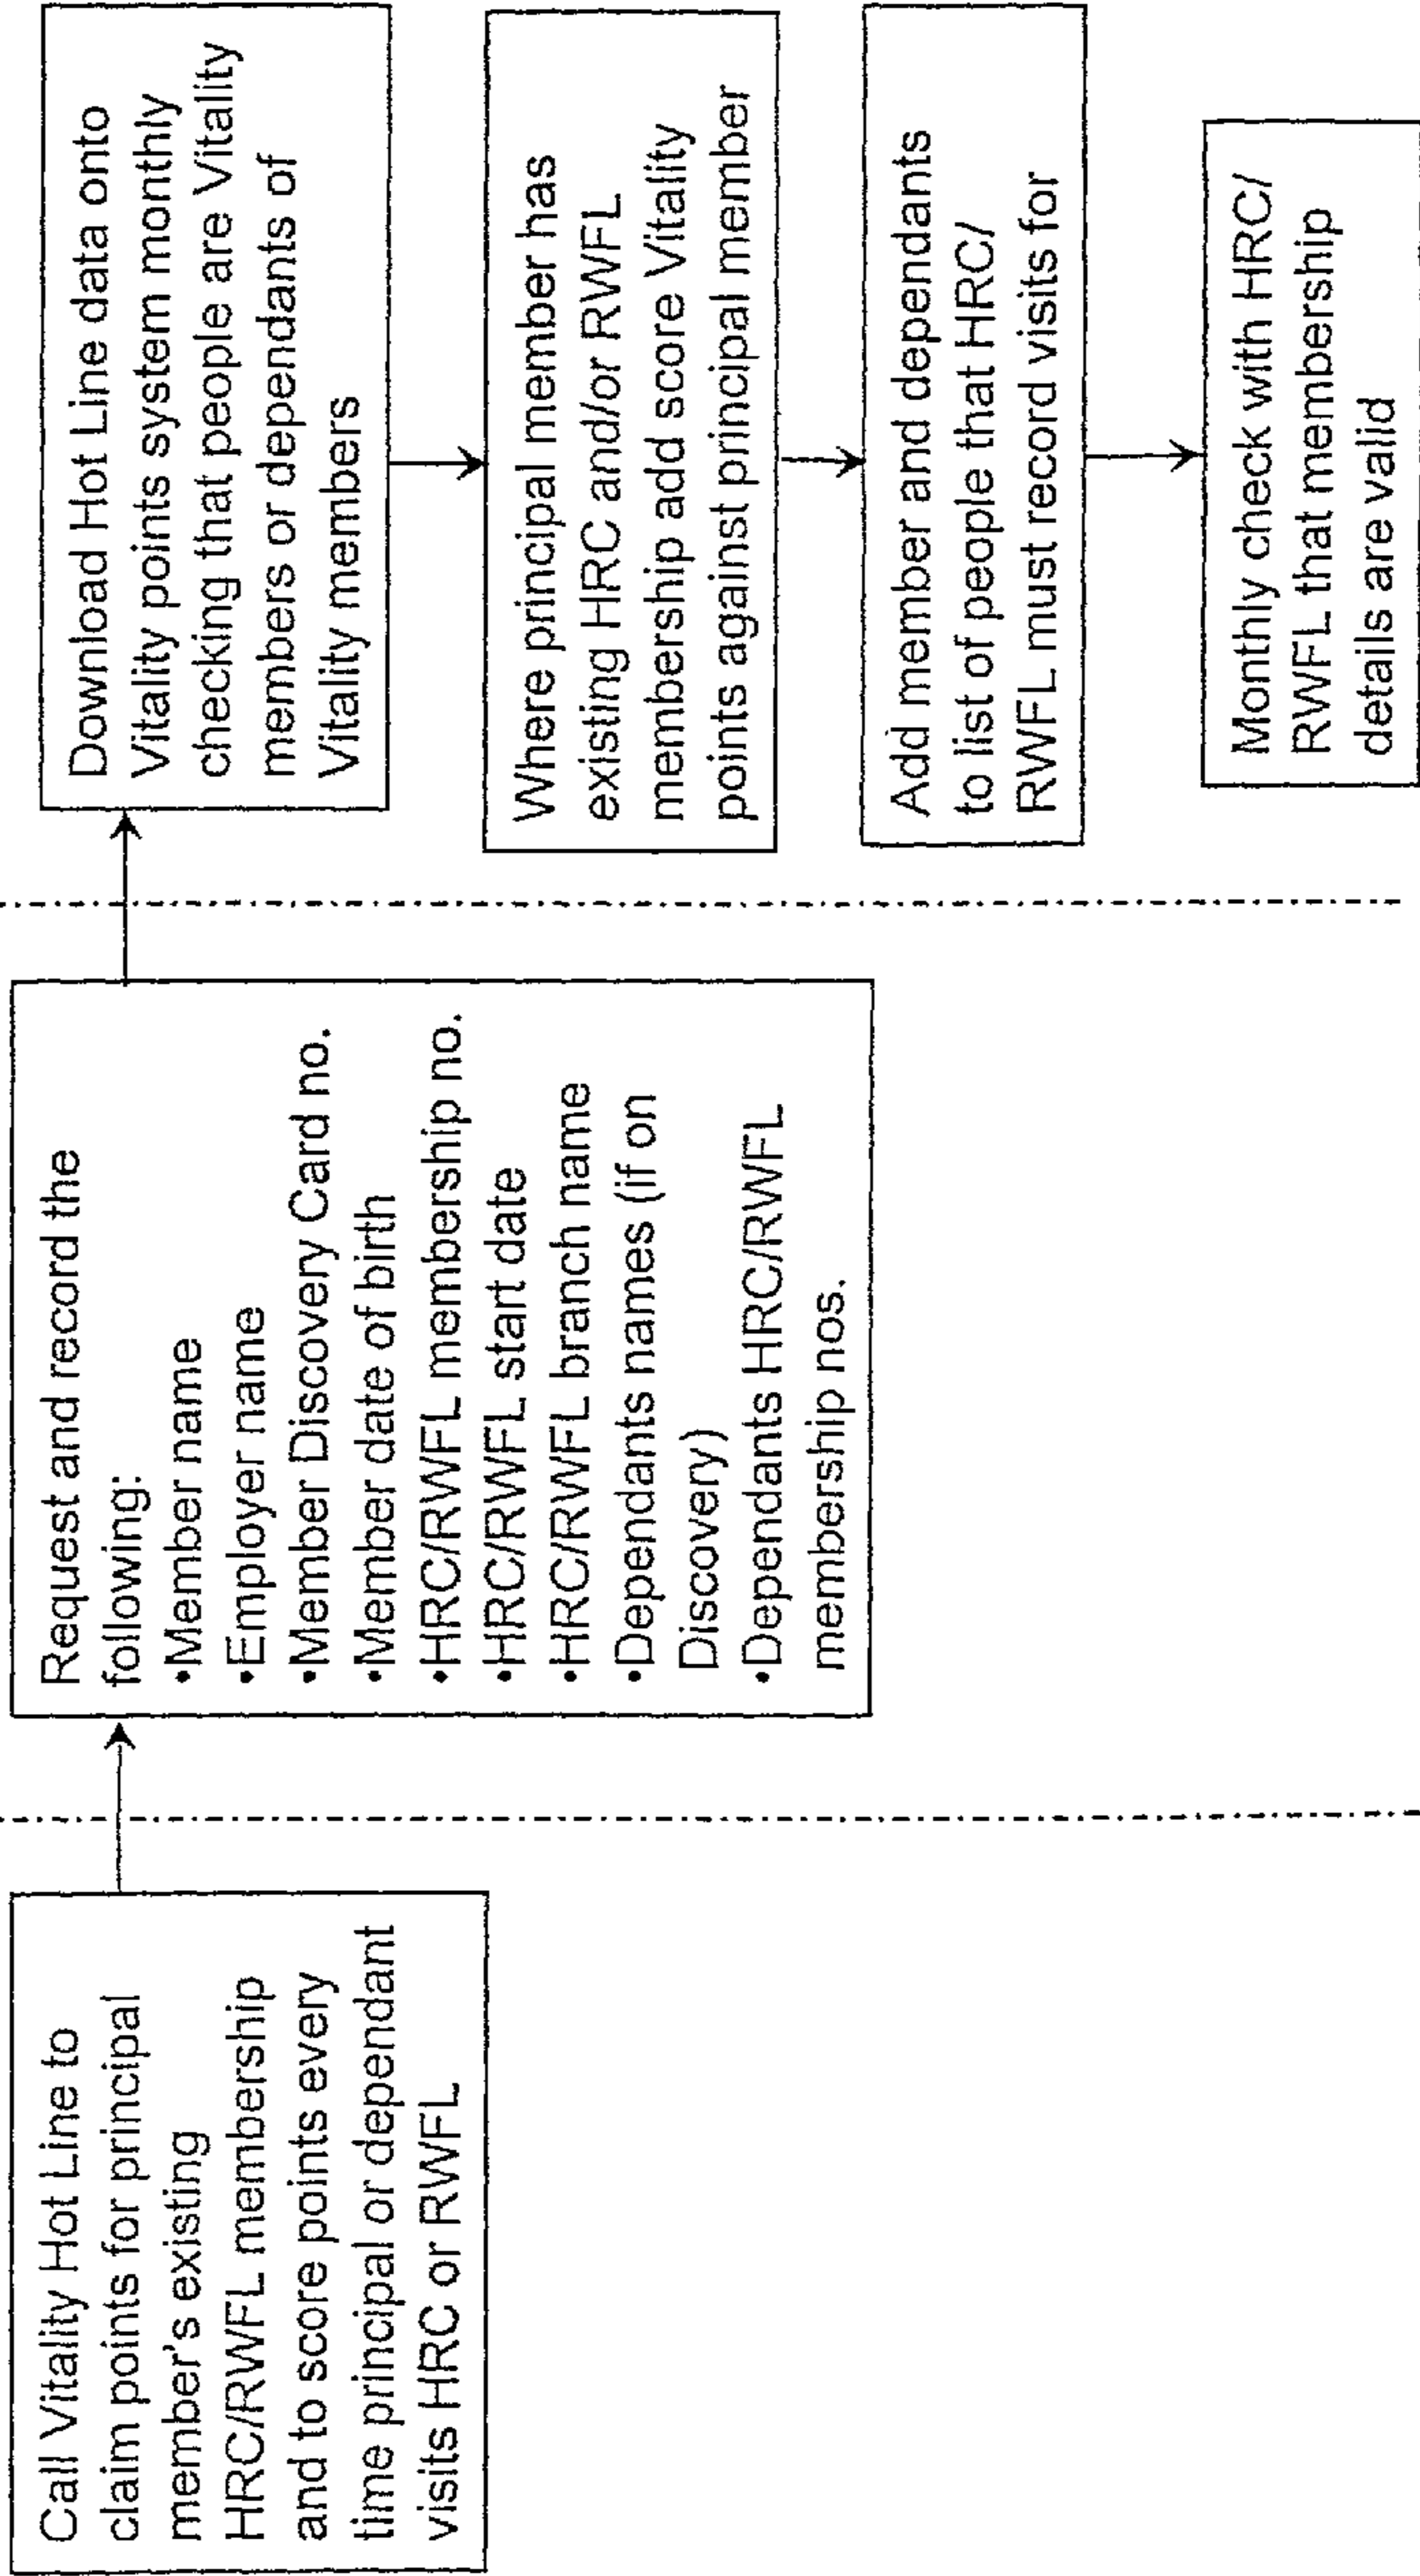 Call Vitality Hot Line to
claim points for principal
member's existing
HRC/RWFL membership
and to score points every
time principal or dependant
visits HRC or RWFL
Request and record the
following:
•Member name
•Employer name
•Member Discovery Card no.
•Member date of birth
•HRC/RWFL membership no.
•HRC/RWFL start date
•HRC/RWFL branch name
•Dependants names (if on
Discovery)
•Dependants HRC/RWFL
membership nos.
Download Hot Line data onto
Vitality points system monthly
checking that people are Vitality
members or dependants of
Vitality members
Where principal member has
existing HRC and/or RWFL
membership add score Vitality
points against principal member
Add member and dependants
to list of people that HRC/
RWFL must record visits for
Monthly check with HRC/
RWFL that membership
details are valid